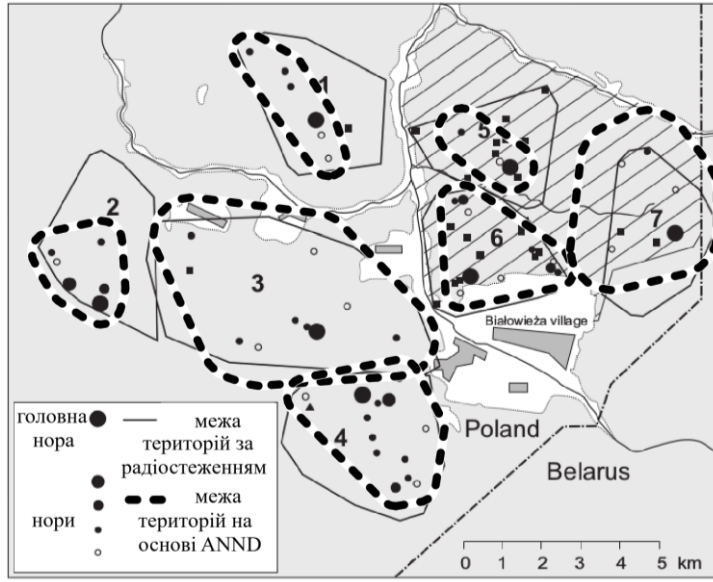 1
2
3
4
5
6
7
Białowieża village
Poland
Belarus
головна
нора
нори
межа
територій за
радіостеженням
межа
територій на
основі ANND
0 1 2 3 4 5 km